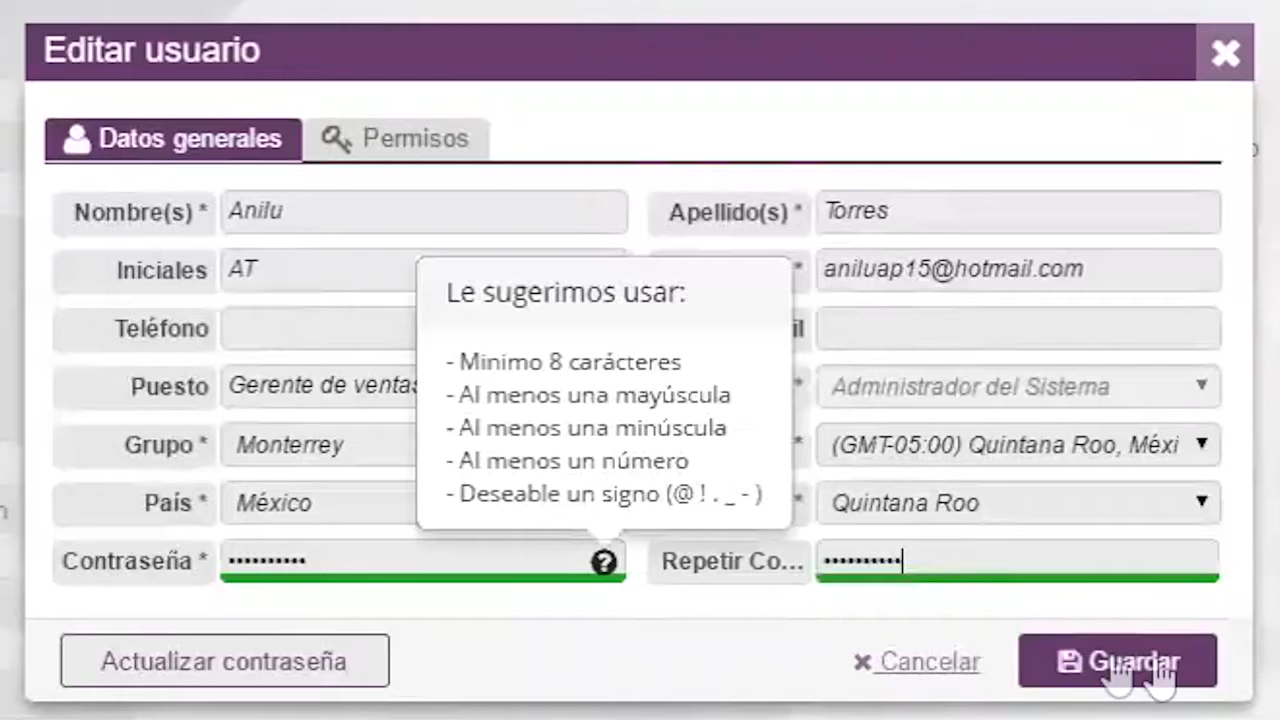 Editar usuario
Datos generales
Permisos
Nombre(s) * Anilu
Apellido(s) * Torres
Iniciales AT
* aniluap15@hotmail.com
Teléfono
il
Puesto Gerente de ventas
* Administrador del Sistema
Grupo * Monterrey
* (GMT-05:00) Quintana Roo, Méxi
País * México
* Quintana Roo
Le sugerimos usar:
- Minimo 8 carácteres
- Al menos una mayúscula
- Al menos una minúscula
- Al menos un número
- Deseable un signo (@ ! . _ - )
Contraseña * ••••••••••
Repetir Co... ••••••••••
Actualizar contraseña
Cancelar
Guardar